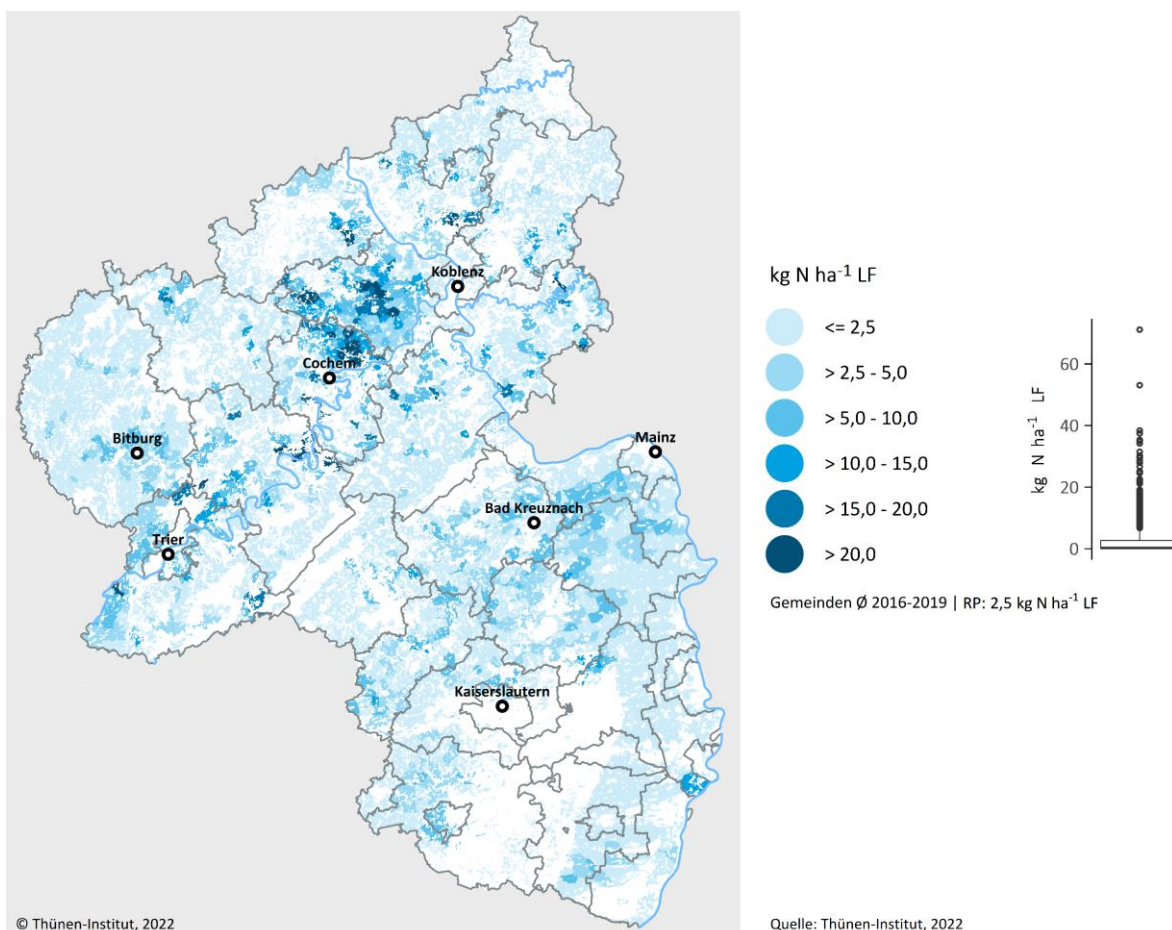 Koblenz
Cochem
Bitburg
Mainz
Bad Kreuznach
Trier
Kaiserslautern
© Thünen-Institut, 2022
kg N ha⁻¹ LF
<= 2,5
> 2,5 - 5,0
> 5,0 - 10,0
> 10,0 - 15,0
> 15,0 - 20,0
> 20,0
Gemeinden Ø 2016-2019 | RP: 2,5 kg N ha⁻¹ LF
kg N ha⁻¹ LF
60
40
20
0
Quelle: Thünen-Institut, 2022